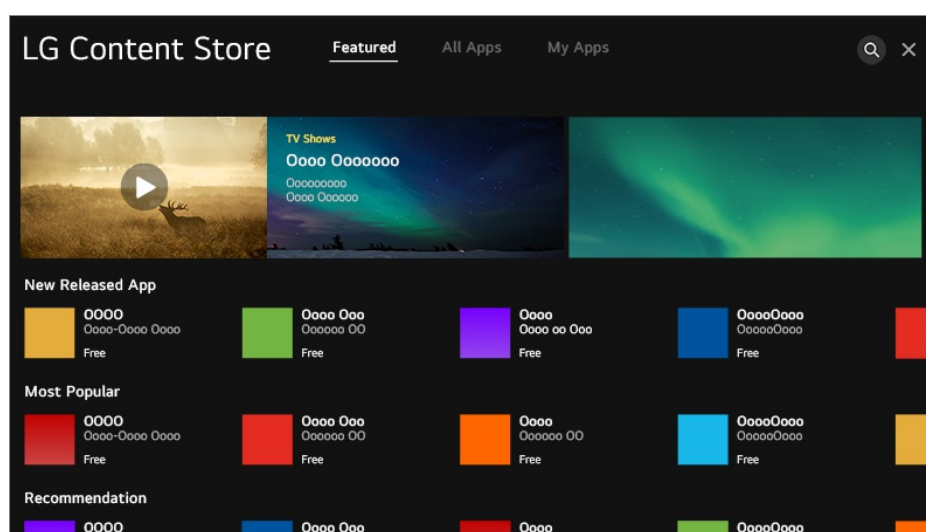 LG Content Store
Featured
All Apps
My Apps
TV Shows
Oooo Ooooooo
Ooooooooo
Oooo Oooooo
New Released App
OOOO
Oooo-Oooo Oooo
Free
Oooo Ooo
Oooooo OO
Free
Oooo
Oooo oo Ooo
Free
OoooOooo
OooooOooo
Free
Most Popular
OOOO
Oooo-Oooo Oooo
Free
Oooo Ooo
Oooooo OO
Free
Oooo
Oooooo OO
Free
OoooOooo
OooooOooo
Free
Recommendation
OOOO
Oooo Ooo
Oooo
OoooOooo